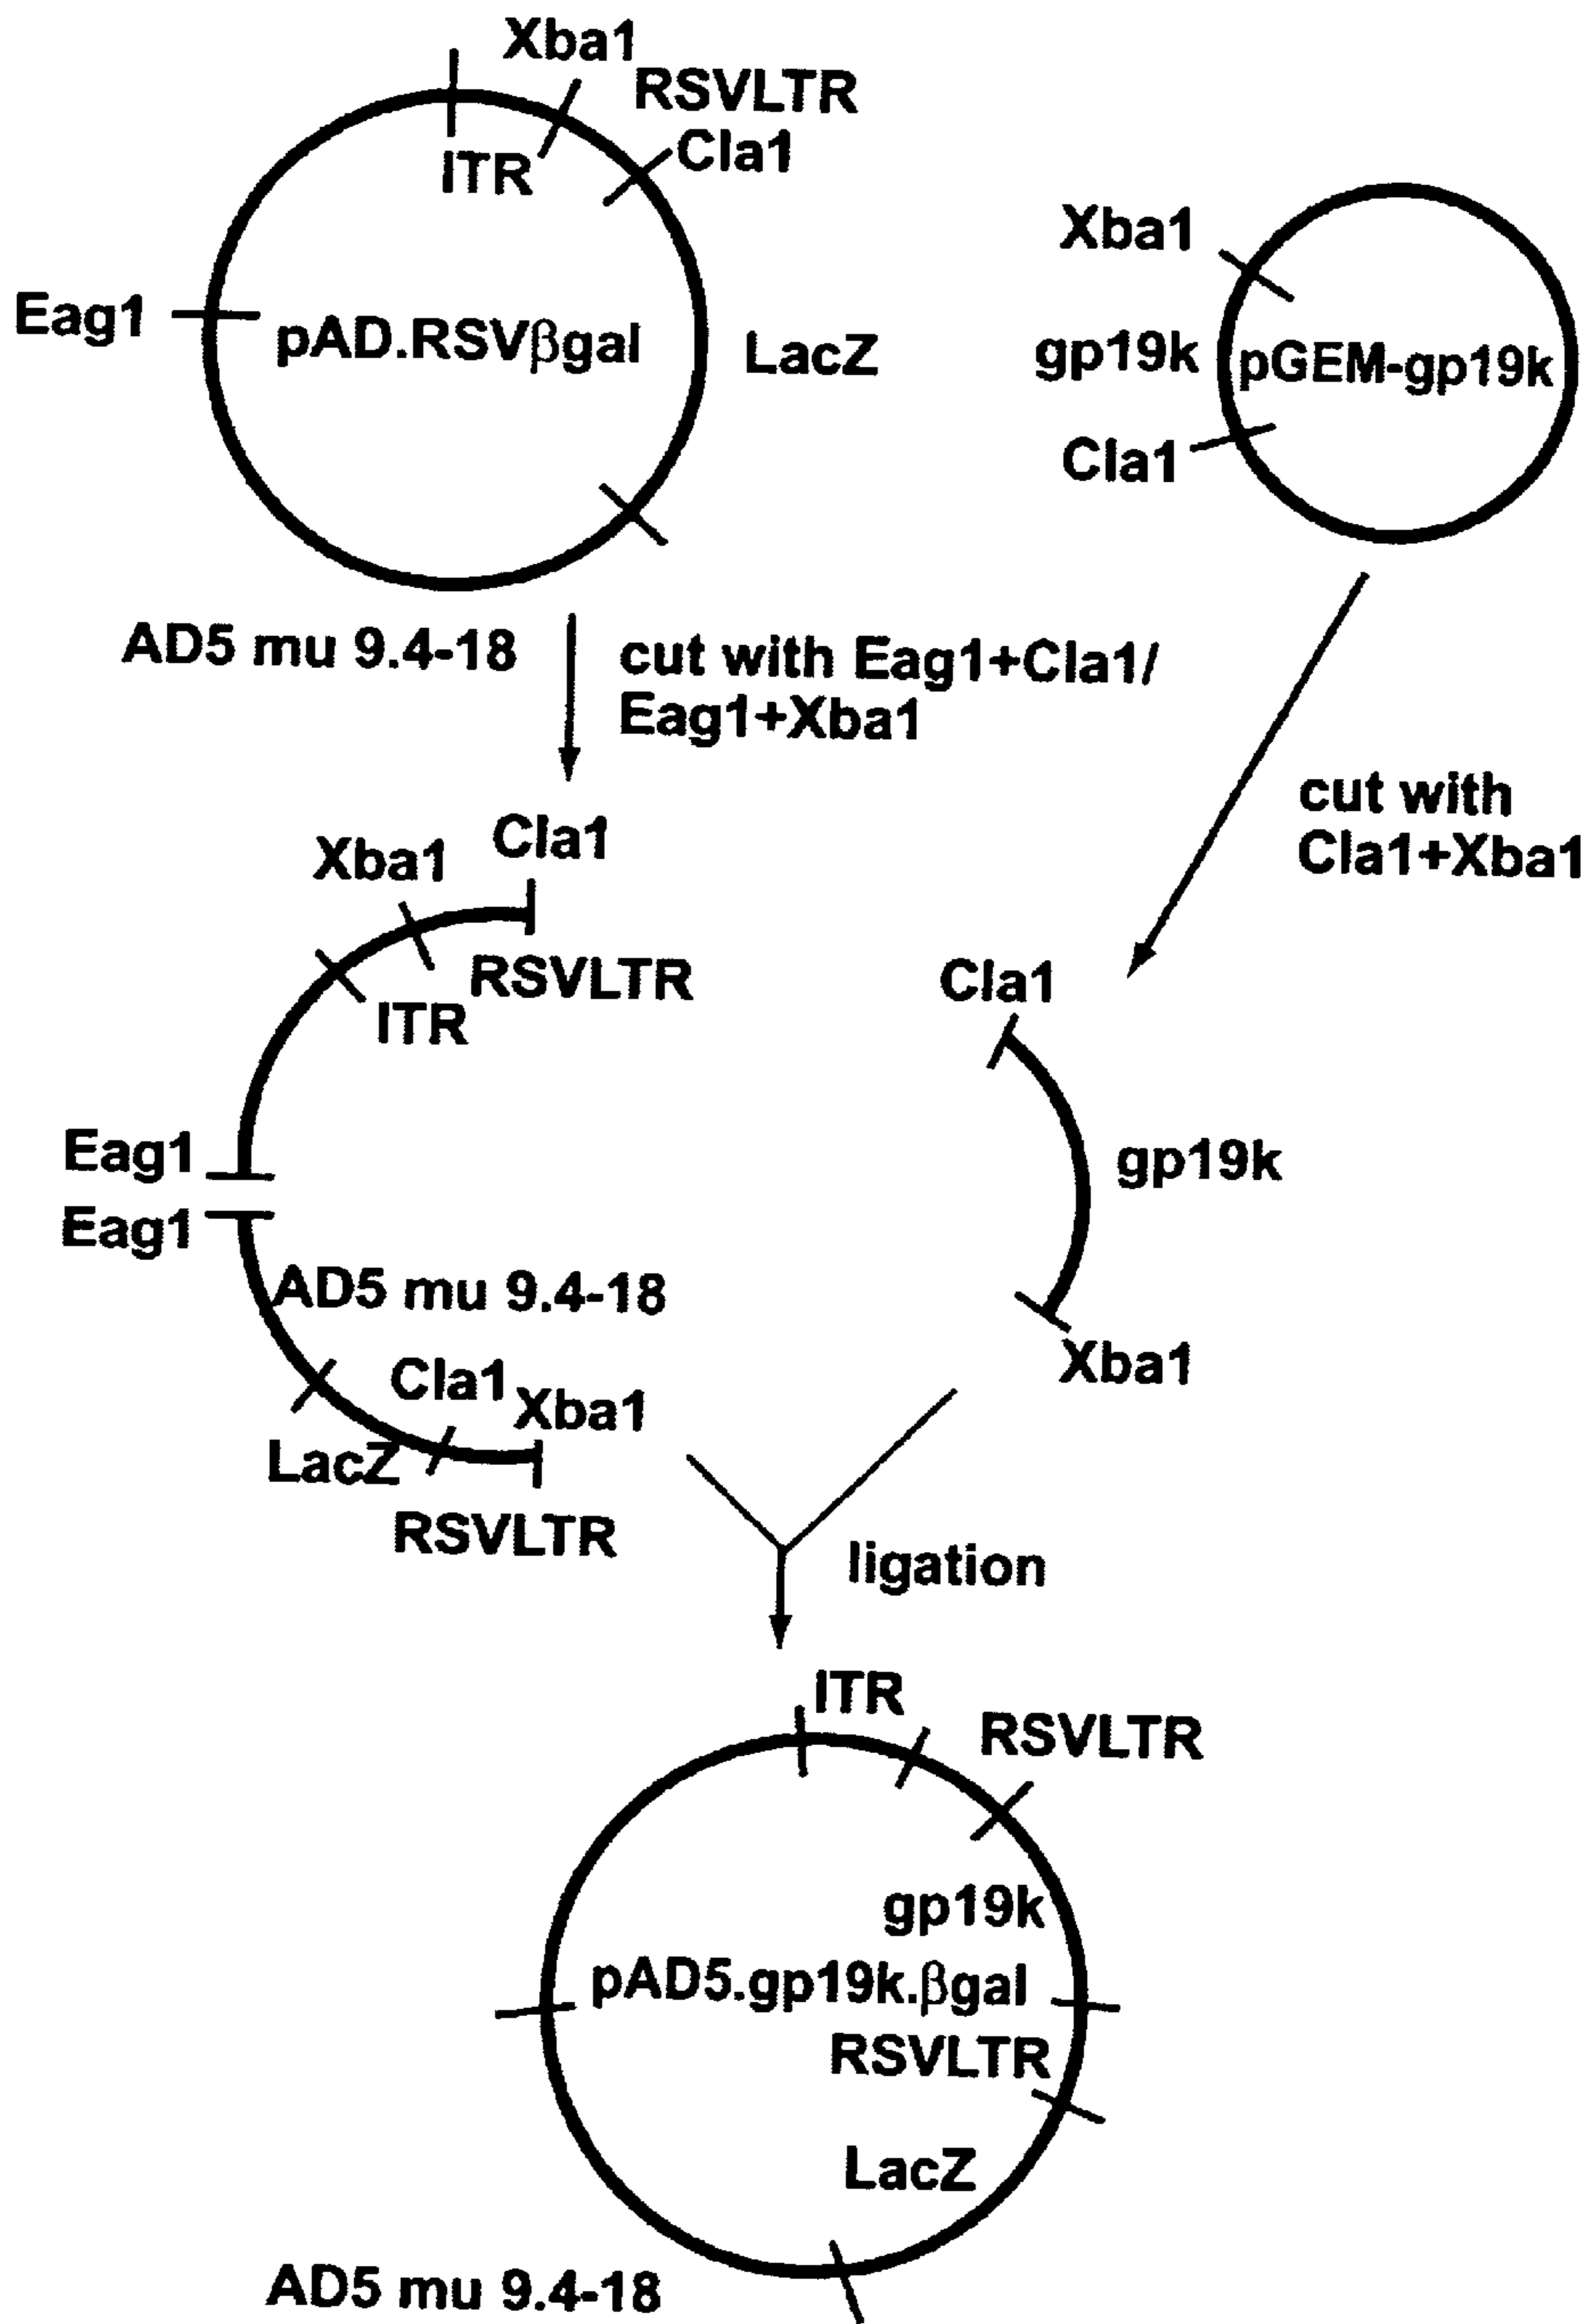 Xba1
RSVLTR
ITR
Cla1
Eag1
pAD.RSVβgal
LacZ
Xba1
gp19k
pGEM-gp19k
Cla1
AD5 mu 9.4-18
cut with Eag1+Cla1/
Eag1+Xba1
cut with
Cla1+Xba1
Xba1
Cla1
RSVLTR
ITR
Eag1
Eag1
AD5 mu 9.4-18
Cla1
Xba1
LacZ
RSVLTR
Cla1
gp19k
Xba1
ligation
ITR
RSVLTR
gp19k
pAD5.gp19k.βgal
RSVLTR
LacZ
AD5 mu 9.4-18